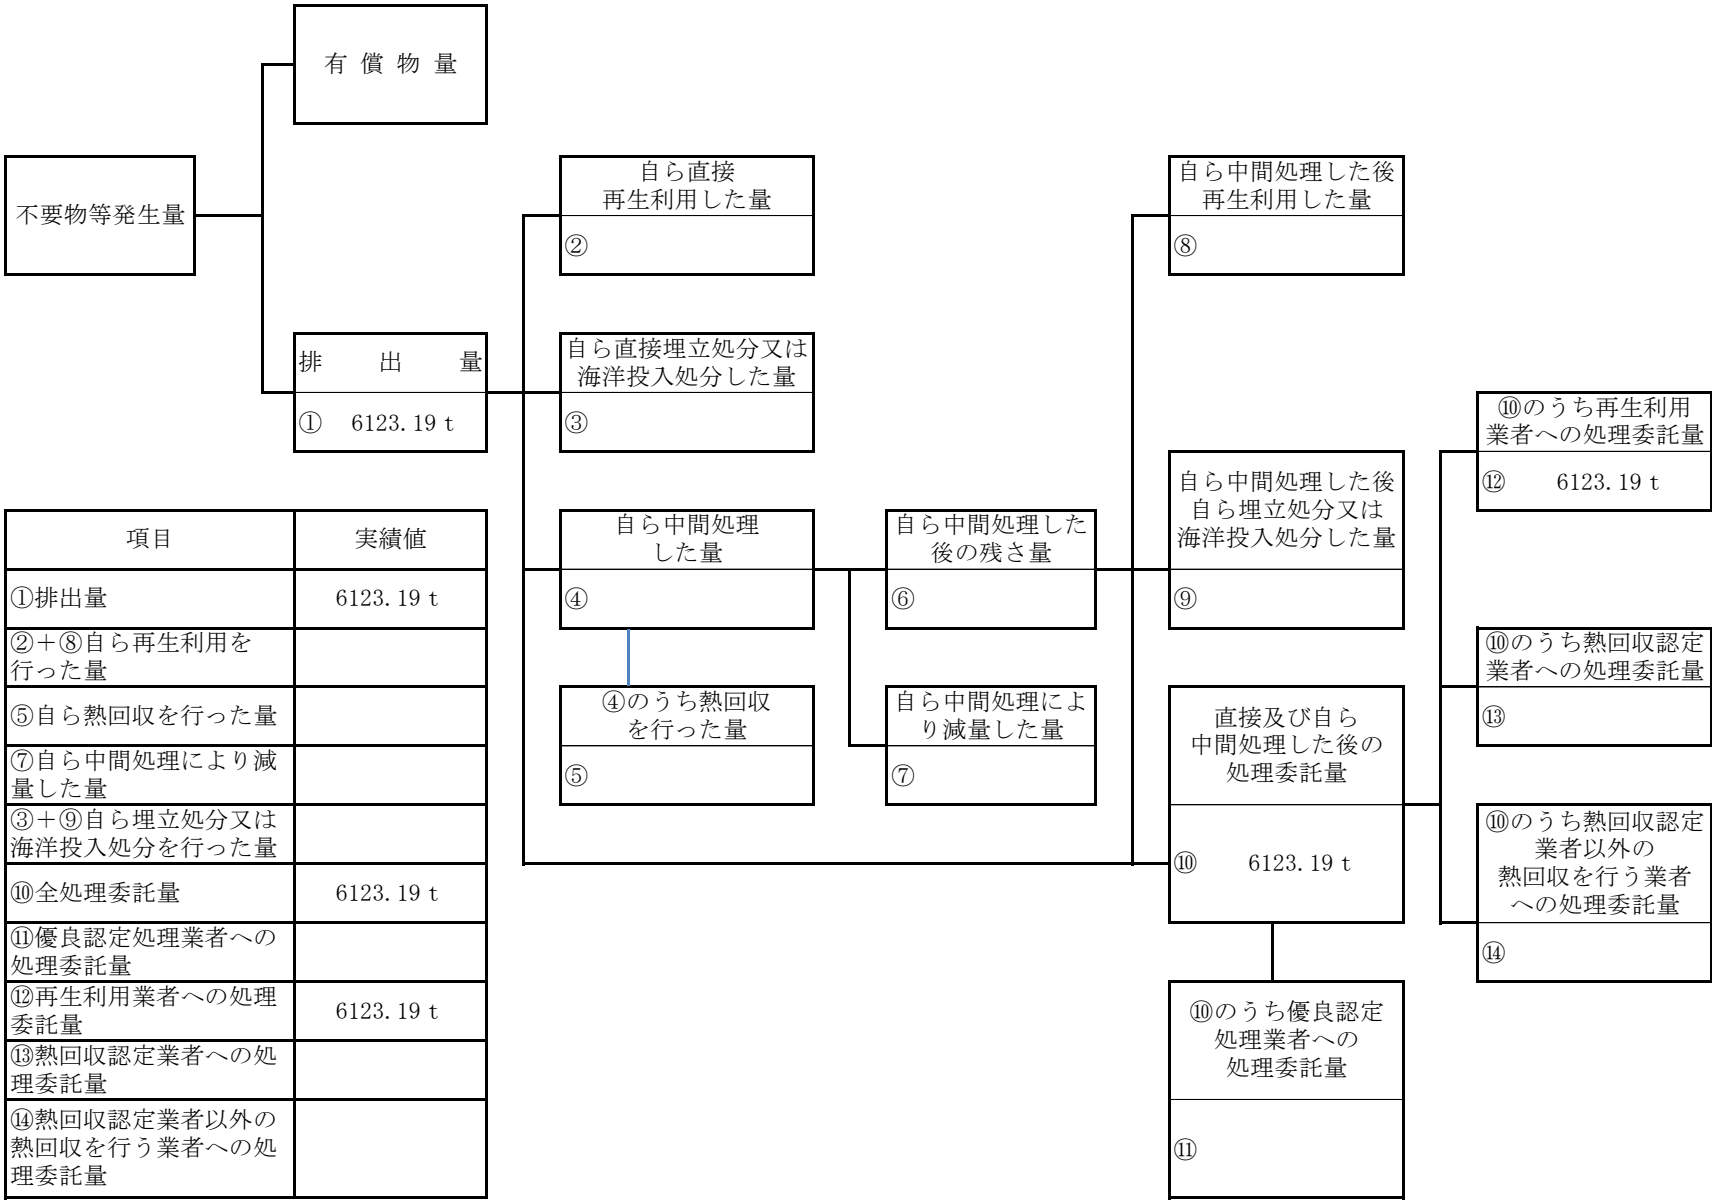 有償物量
不要物等発生量
排出量
① 6123.19 t
自ら直接
再生利用した量
②
自ら直接埋立処分又は
海洋投入処分した量
③
自ら中間処理
した量
④
④のうち熱回収
を行った量
⑤
自ら中間処理した
後の残さ量
⑥
自ら中間処理によ
り減量した量
⑦
自ら中間処理した後
再生利用した量
⑧
自ら中間処理した後
自ら埋立処分又は
海洋投入処分した量
⑨
直接及び自ら
中間処理した後の
処理委託量
⑩ 6123.19 t
⑩のうち優良認定
処理業者への
処理委託量
⑪
⑩のうち再生利用
業者への処理委託量
⑫ 6123.19 t
⑩のうち熱回収認定
業者への処理委託量
⑬
⑩のうち熱回収認定
業者以外の
熱回収を行う業者
への処理委託量
⑭
項目 実績値
①排出量 6123.19 t
②＋⑧自ら再生利用を
行った量
⑤自ら熱回収を行った量
⑦自ら中間処理により減
量した量
③＋⑨自ら埋立処分又は
海洋投入処分を行った量
⑩全処理委託量 6123.19 t
⑪優良認定処理業者への
処理委託量
⑫再生利用業者への処理
委託量 6123.19 t
⑬熱回収認定業者への処
理委託量
⑭熱回収認定業者以外の
熱回収を行う業者への処
理委託量